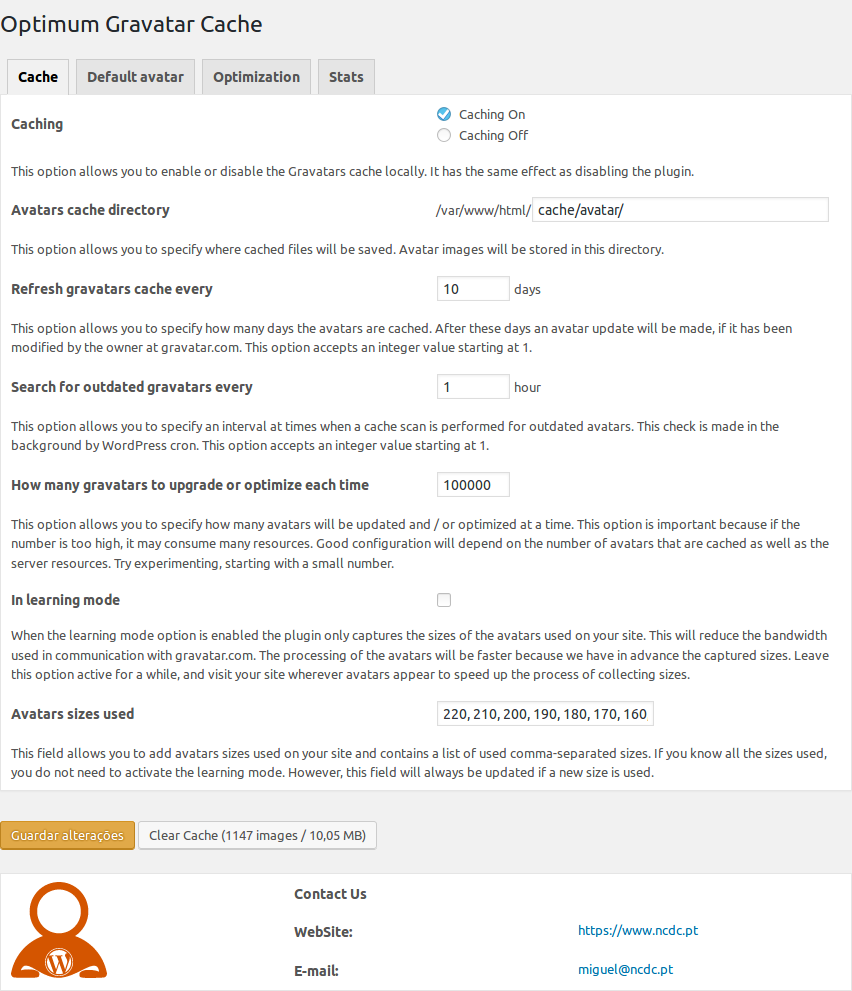 Optimum Gravatar Cache
Cache Default avatar Optimization Stats
Caching
Caching On
Caching Off
This option allows you to enable or disable the Gravatars cache locally. It has the same effect as disabling the plugin.
Avatars cache directory /var/www/html/ cache/avatar/
This option allows you to specify where cached files will be saved. Avatar images will be stored in this directory.
Refresh gravatars cache every 10 days
This option allows you to specify how many days the avatars are cached. After these days an avatar update will be made, if it has been
modified by the owner at gravatar.com. This option accepts an integer value starting at 1.
Search for outdated gravatars every 1 hour
This option allows you to specify an interval at times when a cache scan is performed for outdated avatars. This check is made in the
background by WordPress cron. This option accepts an integer value starting at 1.
How many gravatars to upgrade or optimize each time 100000
This option allows you to specify how many avatars will be updated and / or optimized at a time. This option is important because if the
number is too high, it may consume many resources. Good configuration will depend on the number of avatars that are cached as well as the
server resources. Try experimenting, starting with a small number.
In learning mode
When the learning mode option is enabled the plugin only captures the sizes of the avatars used on your site. This will reduce the bandwidth
used in communication with gravatar.com. The processing of the avatars will be faster because we have in advance the captured sizes. Leave
this option active for a while, and visit your site wherever avatars appear to speed up the process of collecting sizes.
Avatars sizes used 220, 210, 200, 190, 180, 170, 160
This field allows you to add avatars sizes used on your site and contains a list of used comma-separated sizes. If you know all the sizes used,
you do not need to activate the learning mode. However, this field will always be updated if a new size is used.
Guardar alterações Clear Cache (1147 images / 10,05 MB)
Contact Us
WebSite: https://www.ncdc.pt
E-mail: miguel@ncdc.pt